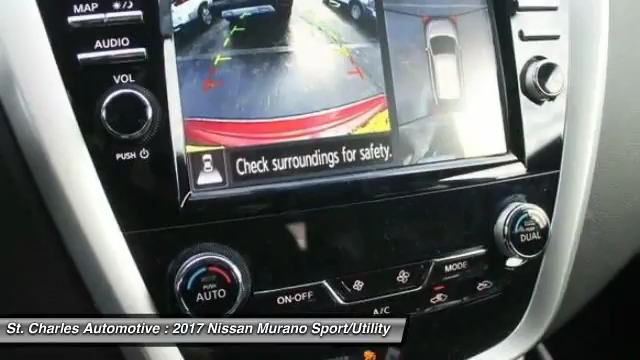 MAP
AUDIO
VOL
PUSH
Check surroundings for safety.
PUSH
DUAL
PUSH
AUTO
ON·OFF
MODE
A/C
St. Charles Automotive : 2017 Nissan Murano Sport/Utility